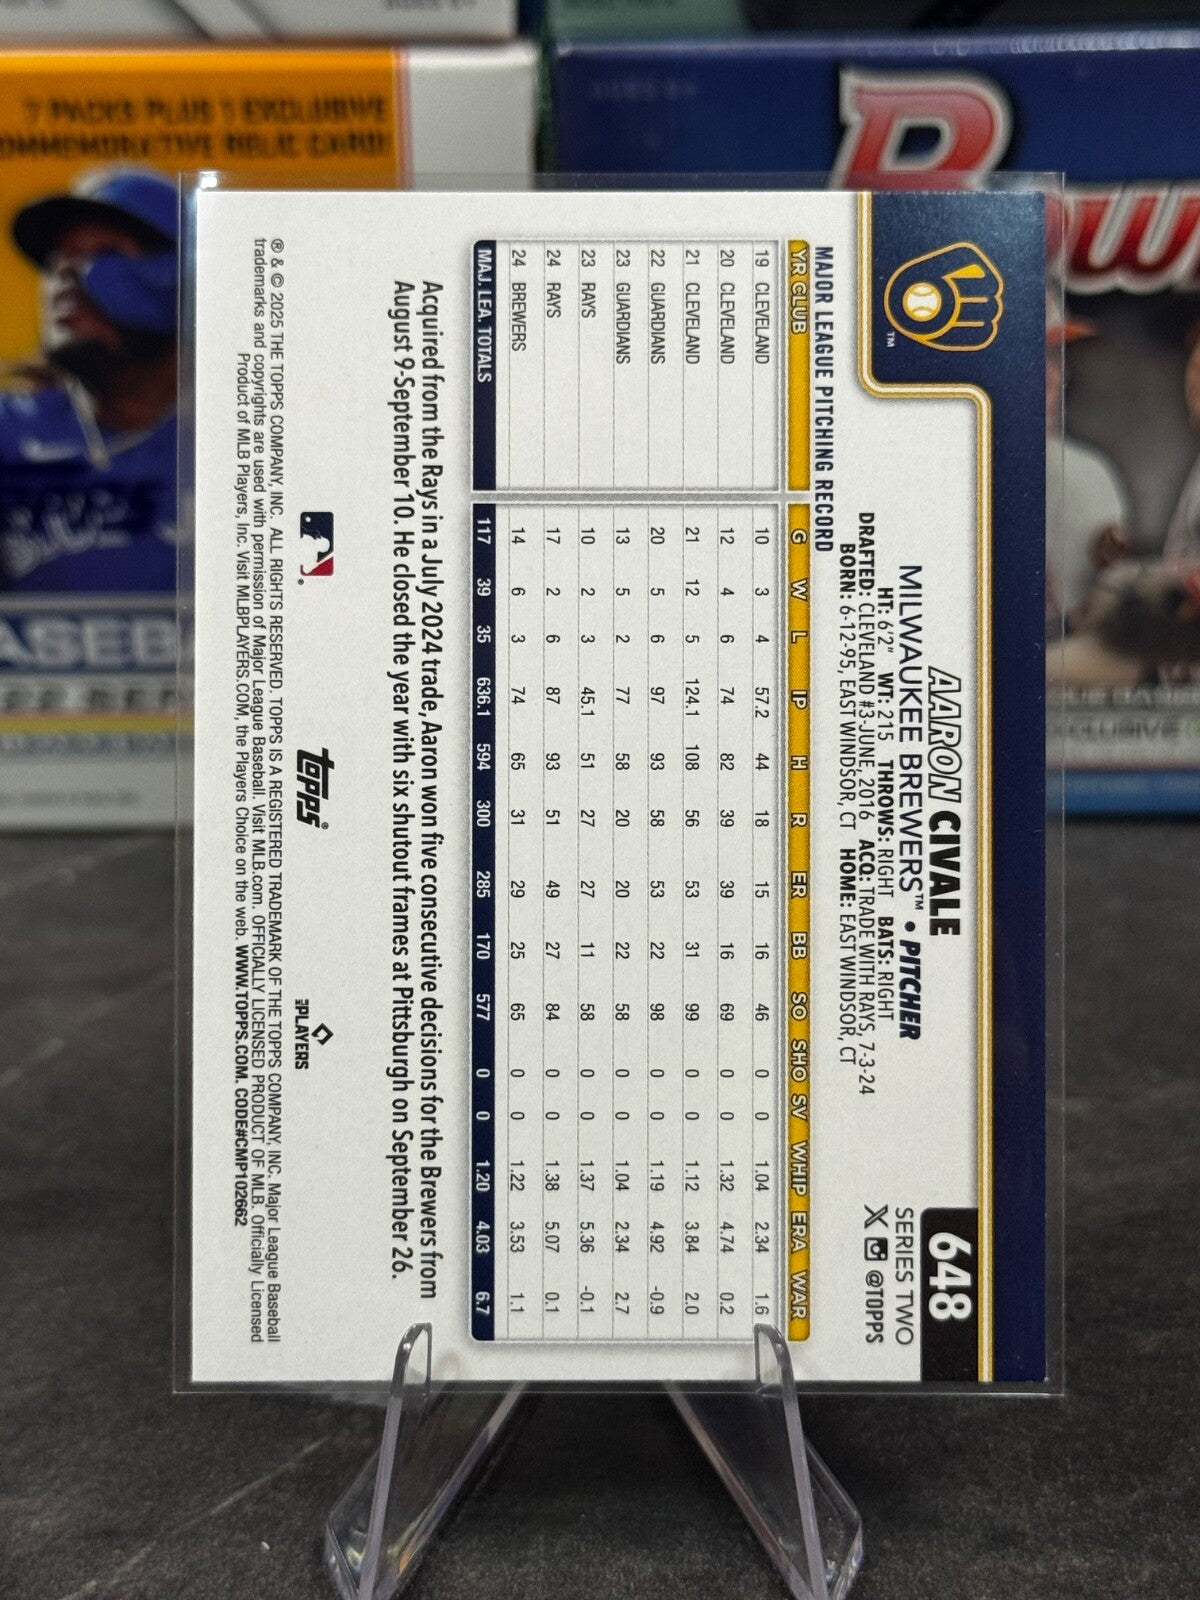 7 PACKS PLUS 1 EXCLUSIVE
COMMEMORATIVE RELIC CARD!
648
SERIES TWO
@TOPPS
AARON CIVALE
MILWAUKEE BREWERS™ • PITCHER
HT: 6'2" WT: 215 THROWS: RIGHT BATS: RIGHT
DRAFTED: CLEVELAND #3-JUNE, 2016 ACQ: TRADE WITH RAYS, 7-3-24
BORN: 6-12-95, EAST WINDSOR, CT HOME: EAST WINDSOR, CT
TM
MAJOR LEAGUE PITCHING RECORD
YR CLUB G W L IP H R ER BB SO SHO SV WHIP ERA WAR
19 CLEVELAND 10 3 4 57.2 44 18 15 16 46 0 0 1.04 2.34 1.6
20 CLEVELAND 12 4 6 74 82 39 39 16 69 0 0 1.32 4.74 0.2
21 CLEVELAND 21 12 5 124.1 108 56 53 31 99 0 0 1.12 3.84 2.0
22 GUARDIANS 20 5 6 97 93 58 53 22 98 0 0 1.19 4.92 -0.9
23 GUARDIANS 13 5 2 77 58 20 20 22 58 0 0 1.04 2.34 2.7
23 RAYS 10 2 3 45.1 51 27 27 11 58 0 0 1.37 5.36 -0.1
24 RAYS 17 2 6 87 93 51 49 27 84 0 0 1.38 5.07 0.1
24 BREWERS 14 6 3 74 65 31 29 25 65 0 0 1.22 3.53 1.1
MAJ. LEA. TOTALS 117 39 35 636.1 594 300 285 170 577 0 0 1.20 4.03 6.7
Acquired from the Rays in a July 2024 trade, Aaron won five consecutive decisions for the Brewers from
August 9-September 10. He closed the year with six shutout frames at Pittsburgh on September 26.
topps®
PLAYERS
® & © 2025 THE TOPPS COMPANY, INC. ALL RIGHTS RESERVED. TOPPS IS A REGISTERED TRADEMARK OF THE TOPPS COMPANY, INC. Major League Baseball
trademarks and copyrights are used with permission of Major League Baseball. Visit MLB.com. OFFICIALLY LICENSED PRODUCT OF MLB. Officially Licensed
Product of MLB Players, Inc. Visit MLBPLAYERS.COM, the Players Choice on the web. WWW.TOPPS.COM. CODE#CMP102662